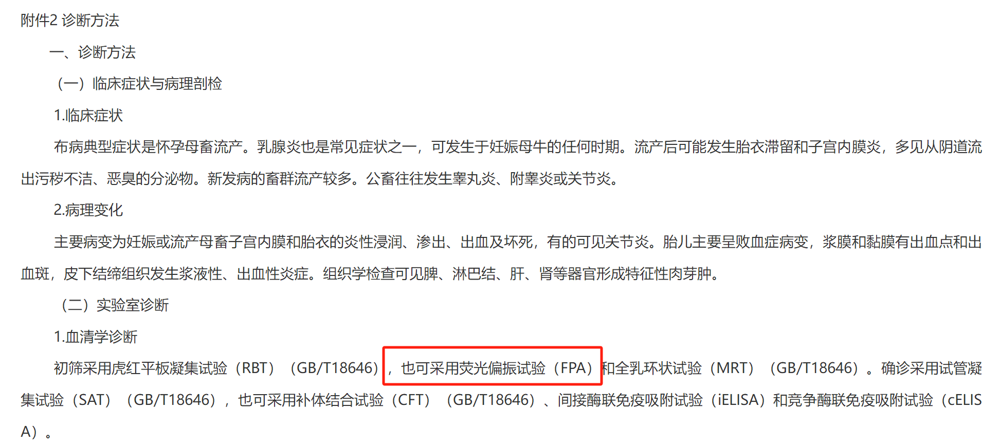 附件2 诊断方法
一、诊断方法
（一）临床症状与病理剖检
1.临床症状
布病典型症状是怀孕母畜流产。乳腺炎也是常见症状之一，可发生于妊娠母牛的任何时期。流产后可能发生胎衣滞留和子宫内膜炎，多见从阴道流
出污秽不洁、恶臭的分泌物。新发病的畜群流产较多。公畜往往发生睾丸炎、附睾炎或关节炎。
2.病理变化
主要病变为妊娠或流产母畜子宫内膜和胎衣的炎性浸润、渗出、出血及坏死，有的可见关节炎。胎儿主要呈败血症病变，浆膜和黏膜有出血点和出
血斑，皮下结缔组织发生浆液性、出血性炎症。组织学检查可见脾、淋巴结、肝、肾等器官形成特征性肉芽肿。
（二）实验室诊断
1.血清学诊断
初筛采用虎红平板凝集试验（RBT）（GB/T18646），也可采用荧光偏振试验（FPA）和全乳环状试验（MRT）（GB/T18646）。确诊采用试管凝
集试验（SAT）（GB/T18646），也可采用补体结合试验（CFT）（GB/T18646）、间接酶联免疫吸附试验（iELISA）和竞争酶联免疫吸附试验（cELIS
A）。